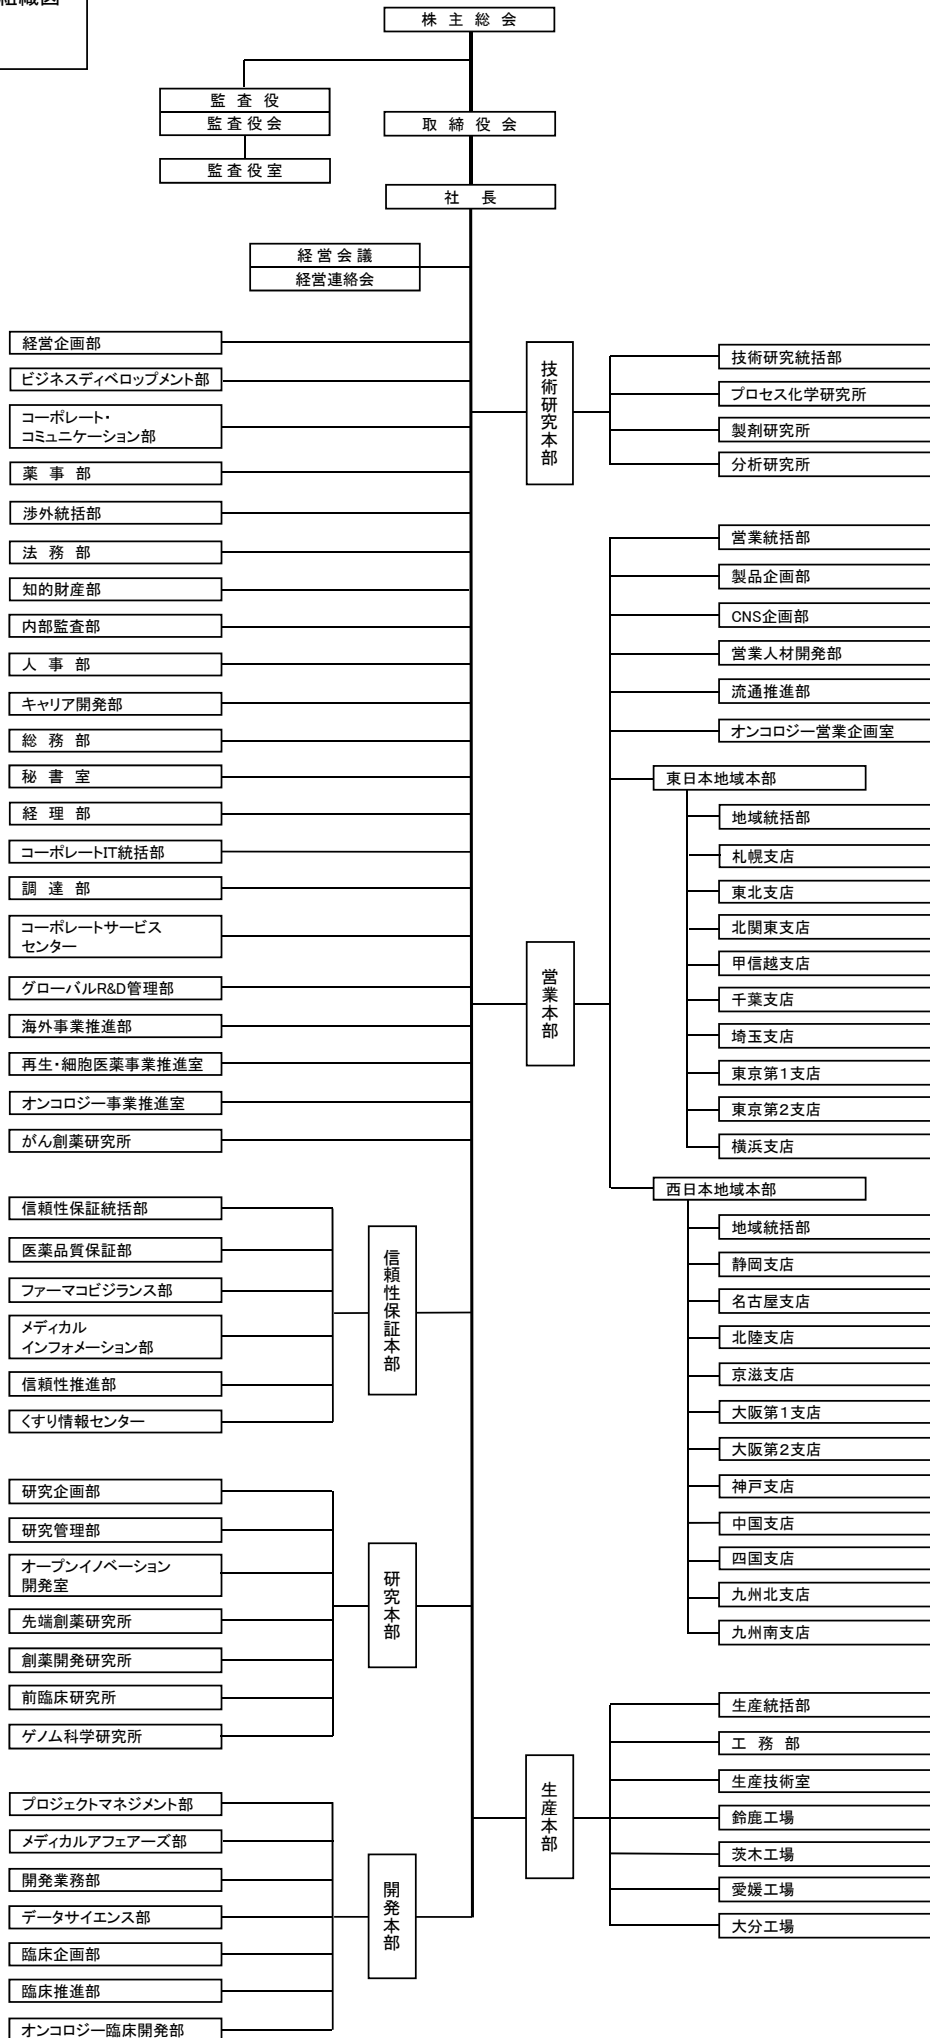 組織図
株 主 総 会
監 査 役
監 査 役 会
監 査 役 室
取 締 役 会
社 長
経 営 会 議
経営連絡会
経営企画部
ビジネスディベロップメント部
コーポレート・
コミュニケーション部
薬 事 部
渉外統括部
法 務 部
知的財産部
内部監査部
人 事 部
キャリア開発部
総 務 部
秘 書 室
経 理 部
コーポレートIT統括部
調 達 部
コーポレートサービス
センター
グローバルR&D管理部
海外事業推進部
再生・細胞医薬事業推進室
オンコロジー事業推進室
がん創薬研究所
信頼性保証本部
信頼性保証統括部
医薬品質保証部
ファーマコビジランス部
メディカル
インフォメーション部
信頼性推進部
くすり情報センター
研究本部
研究企画部
研究管理部
オープンイノベーション
開発室
先端創薬研究所
創薬開発研究所
前臨床研究所
ゲノム科学研究所
開発本部
プロジェクトマネジメント部
メディカルアフェアーズ部
開発業務部
データサイエンス部
臨床企画部
臨床推進部
オンコロジー臨床開発部
技術研究本部
技術研究統括部
プロセス化学研究所
製剤研究所
分析研究所
営業本部
営業統括部
製品企画部
CNS企画部
営業人材開発部
流通推進部
オンコロジー営業企画室
東日本地域本部
地域統括部
札幌支店
東北支店
北関東支店
甲信越支店
千葉支店
埼玉支店
東京第1支店
東京第2支店
横浜支店
西日本地域本部
地域統括部
静岡支店
名古屋支店
北陸支店
京滋支店
大阪第1支店
大阪第2支店
神戸支店
中国支店
四国支店
九州北支店
九州南支店
生産本部
生産統括部
工 務 部
生産技術室
鈴鹿工場
茨木工場
愛媛工場
大分工場